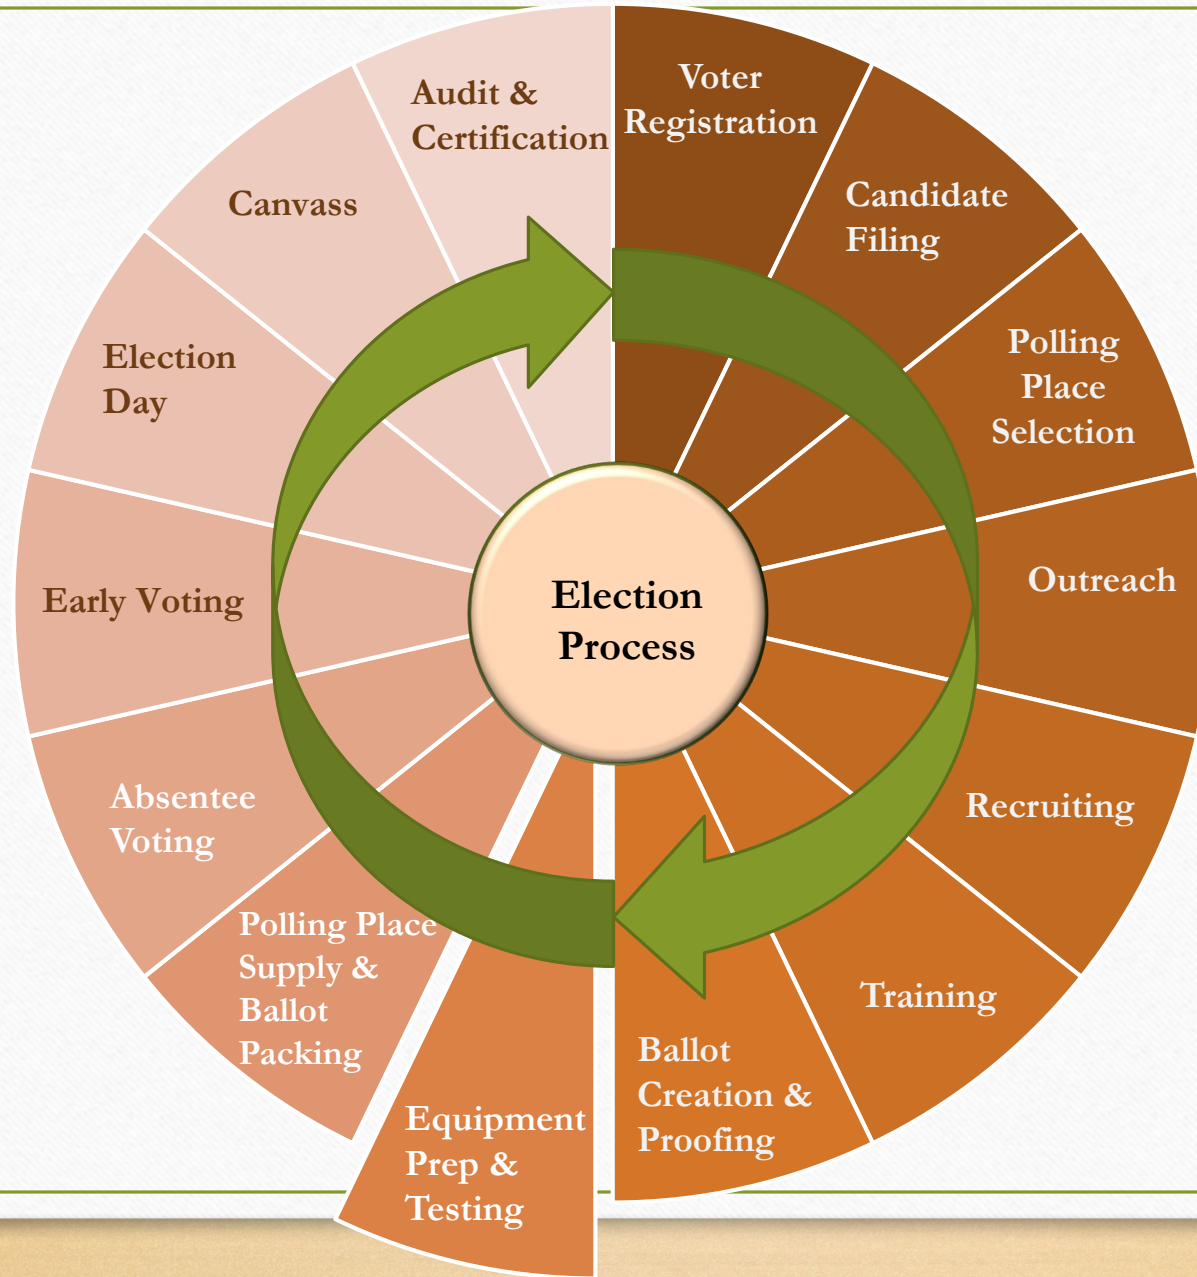 Voter
Registration
Candidate
Filing
Polling
Place
Selection
Outreach
Recruiting
Training
Ballot
Creation &
Proofing
Equipment
Prep &
Testing
Polling Place
Supply &
Ballot
Packing
Absentee
Voting
Early Voting
Election
Day
Canvass
Audit &
Certification
Election
Process